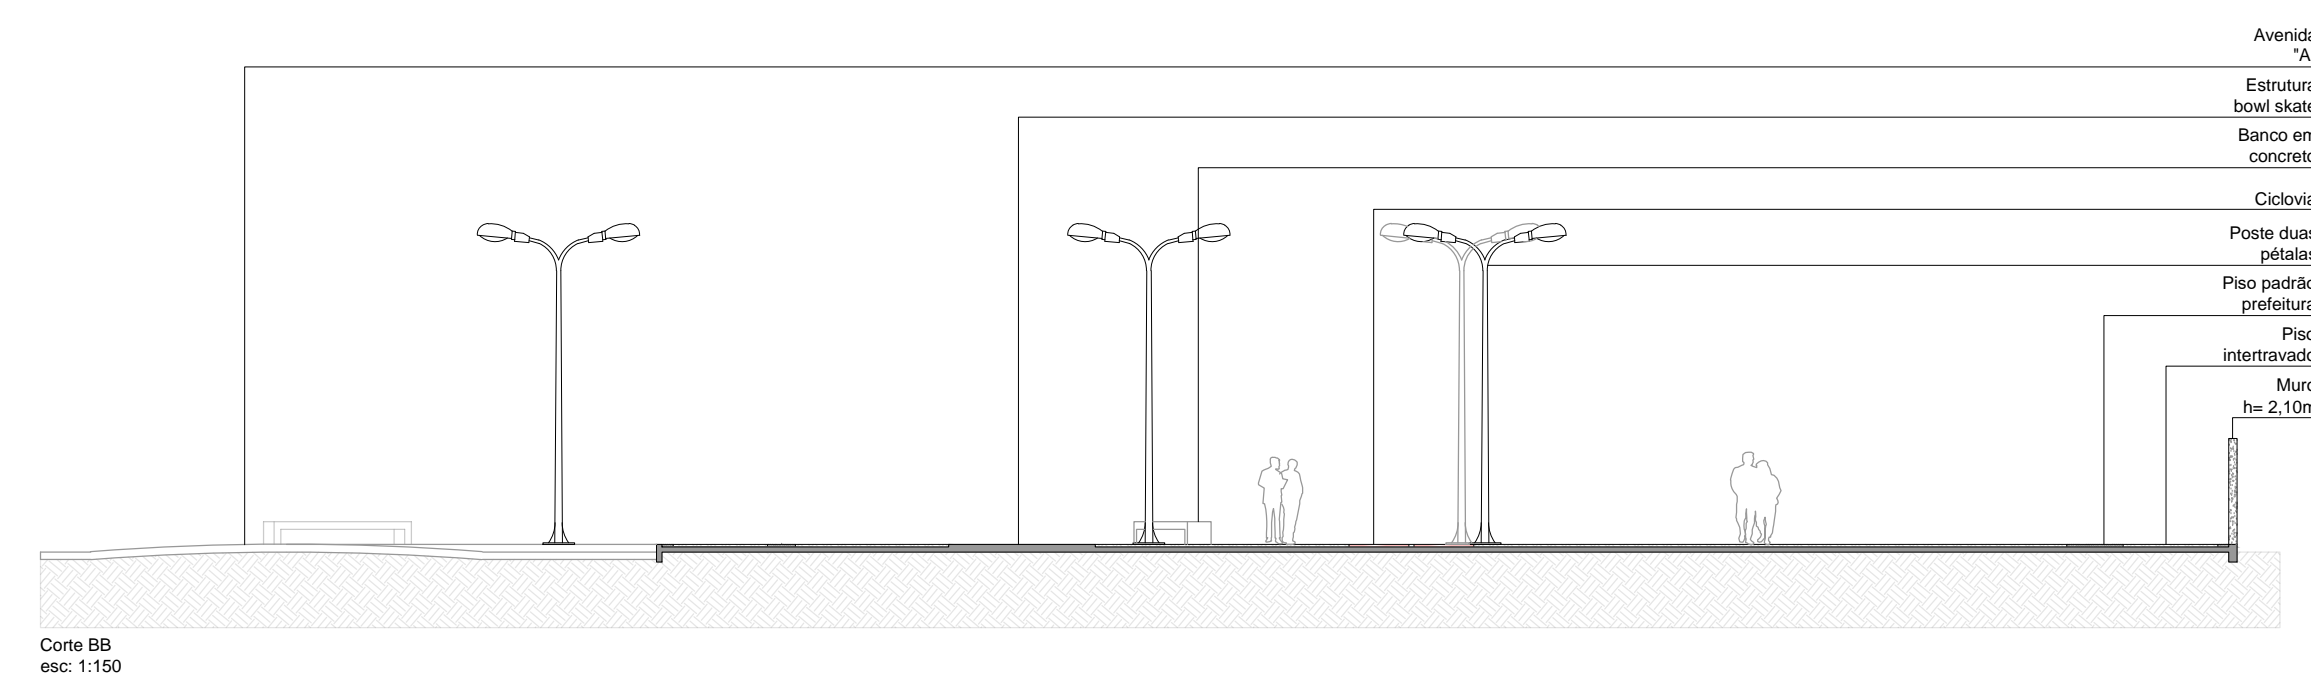 Avenida
"A
Estrutura
bowl skate
Banco em
concreto
Ciclovia
Poste duas
pétalas
Piso padrão
prefeitura
Piso
intertravado
Muro
h= 2,10m
Corte BB
esc: 1:150